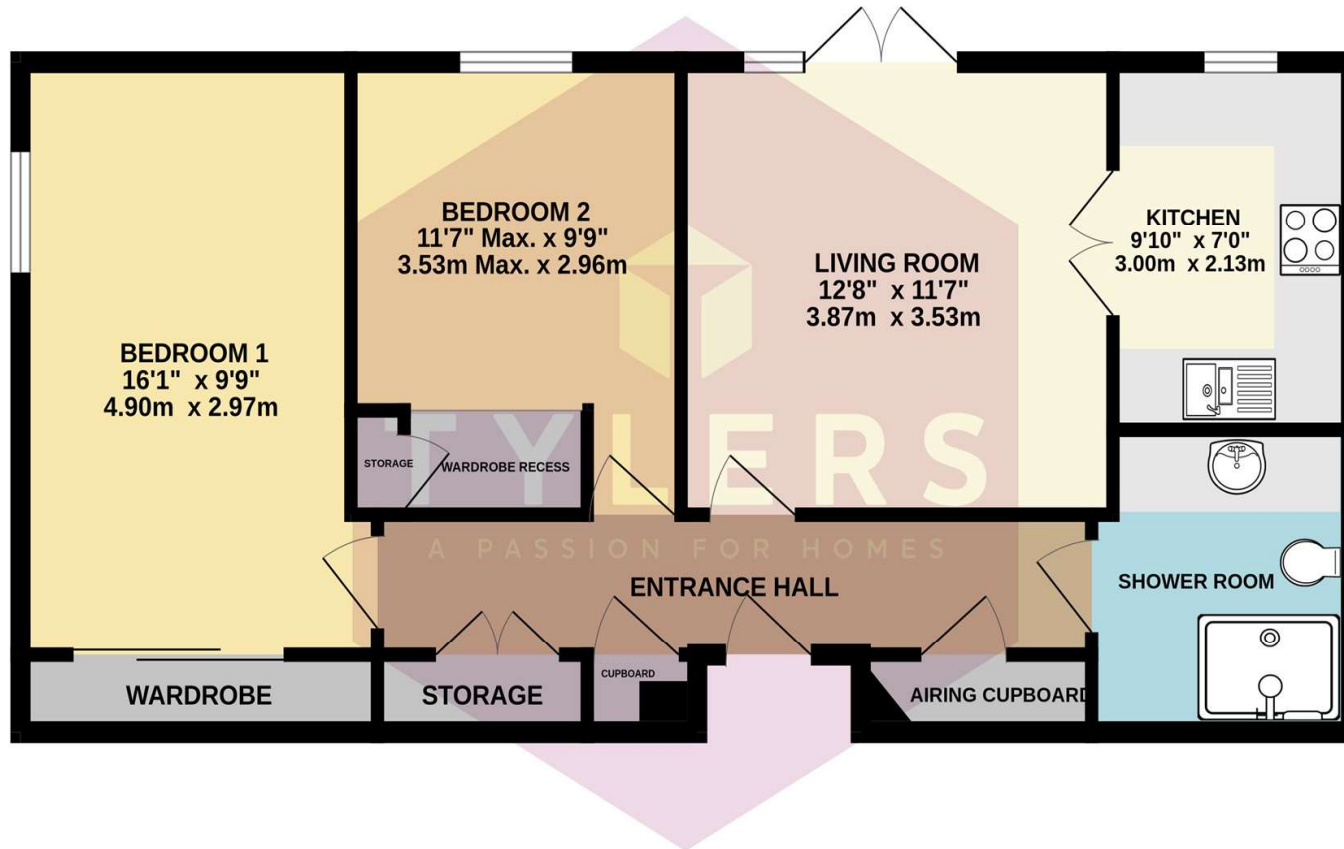 BEDROOM 1
16'1" x 9'9"
4.90m x 2.97m
BEDROOM 2
11'7" Max. x 9'9"
3.53m Max. x 2.96m
LIVING ROOM
12'8" x 11'7"
3.87m x 3.53m
KITCHEN
9'10" x 7'0"
3.00m x 2.13m
STORAGE
WARDROBE RECESS
TYLERS
A PASSION FOR HOMES
ENTRANCE HALL
SHOWER ROOM
WARDROBE
STORAGE
CUPBOARD
AIRING CUPBOARD